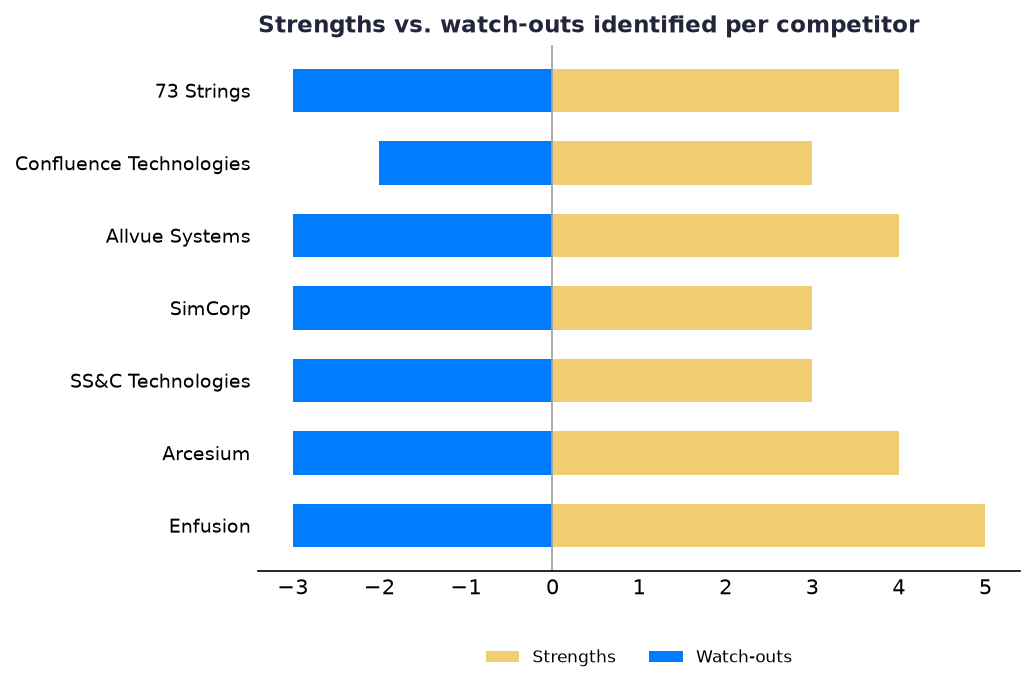 Strengths vs. watch-outs identified per competitor
73 Strings
Confluence Technologies
Allvue Systems
SimCorp
SS&C Technologies
Arcesium
Enfusion
−3 −2 −1 0 1 2 3 4 5
Strengths Watch-outs